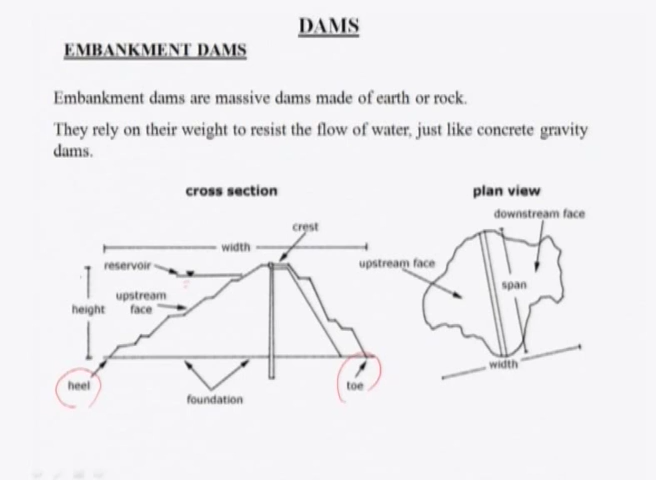 DAMS
EMBANKMENT DAMS
Embankment dams are massive dams made of earth or rock.
They rely on their weight to resist the flow of water, just like concrete gravity
dams.
cross section
plan view
downstream face
crest
width
reservoir
upstream face
upstream
face
height
span
width
heel
toe
foundation